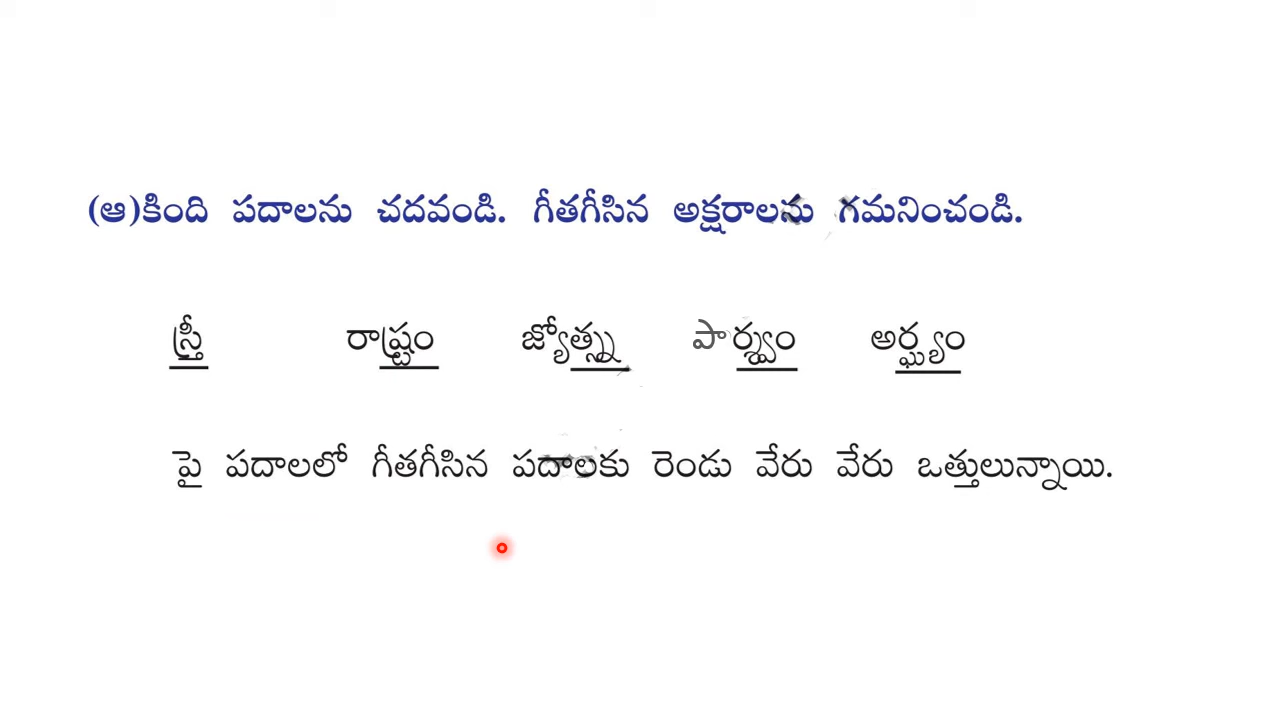 (ఆ)కింది పదాలను చదవండి. గీతగీసిన అక్షరాలను గమనించండి.
స్త్రీ రాష్ట్రం జ్యోత్స్న పార్శ్వం అర్ఘ్యం
పై పదాలలో గీతగీసిన పదాలకు రెండు వేరు వేరు ఒత్తులున్నాయి.